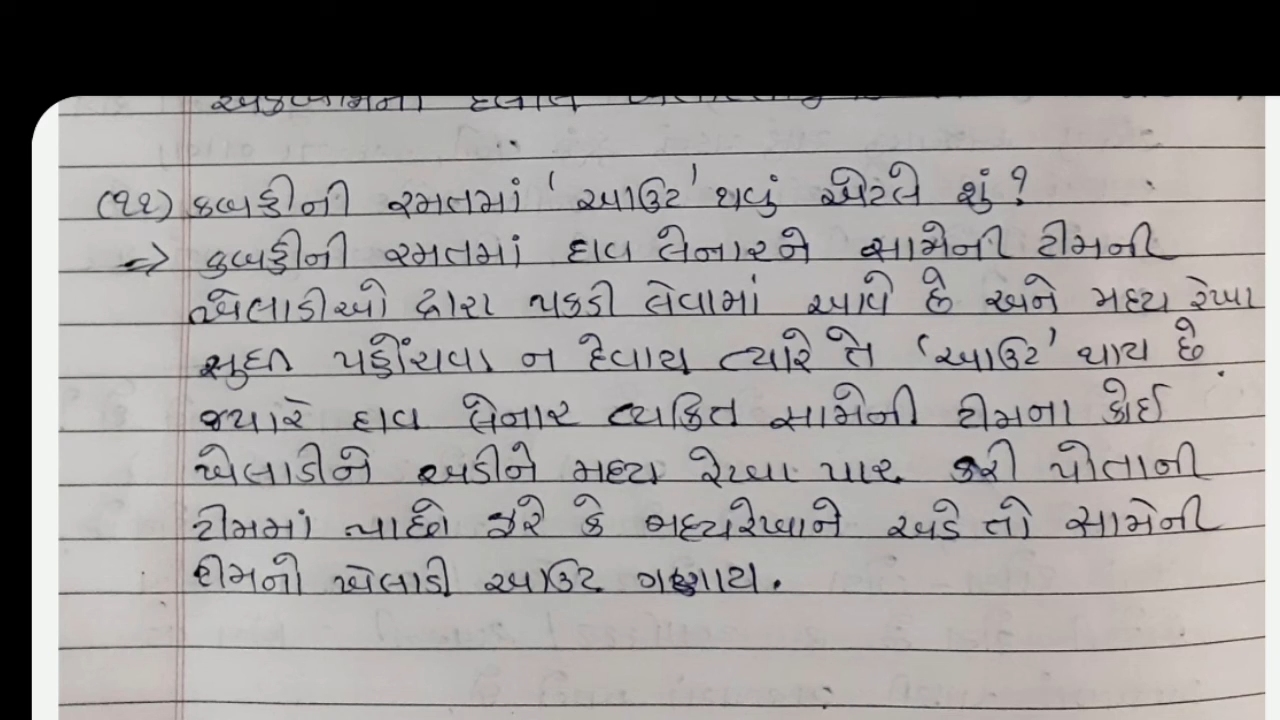 (૧૧) કબડ્ડીની રમતમાં 'આઉટ' થવું એટલે શું?
⇒ કબડ્ડીની રમતમાં દાવ લેનારને સામેની ટીમની
ખેલાડીઓ દ્વારા પકડી લેવામાં આવે છે અને મધ્ય રેખા
સુધી પહોંચવા ન દેવાય ત્યારે તે 'આઉટ' થાય છે.
જ્યારે દાવ લેનાર વ્યક્તિ સામેની ટીમના કોઈ
ખેલાડીને અડીને મધ્ય રેખા પાર કરી પોતાની
ટીમમાં પાછો ફરે કે મધ્યરેખાને અડે તો સામેની
ટીમનો ખેલાડી આઉટ ગણાય.